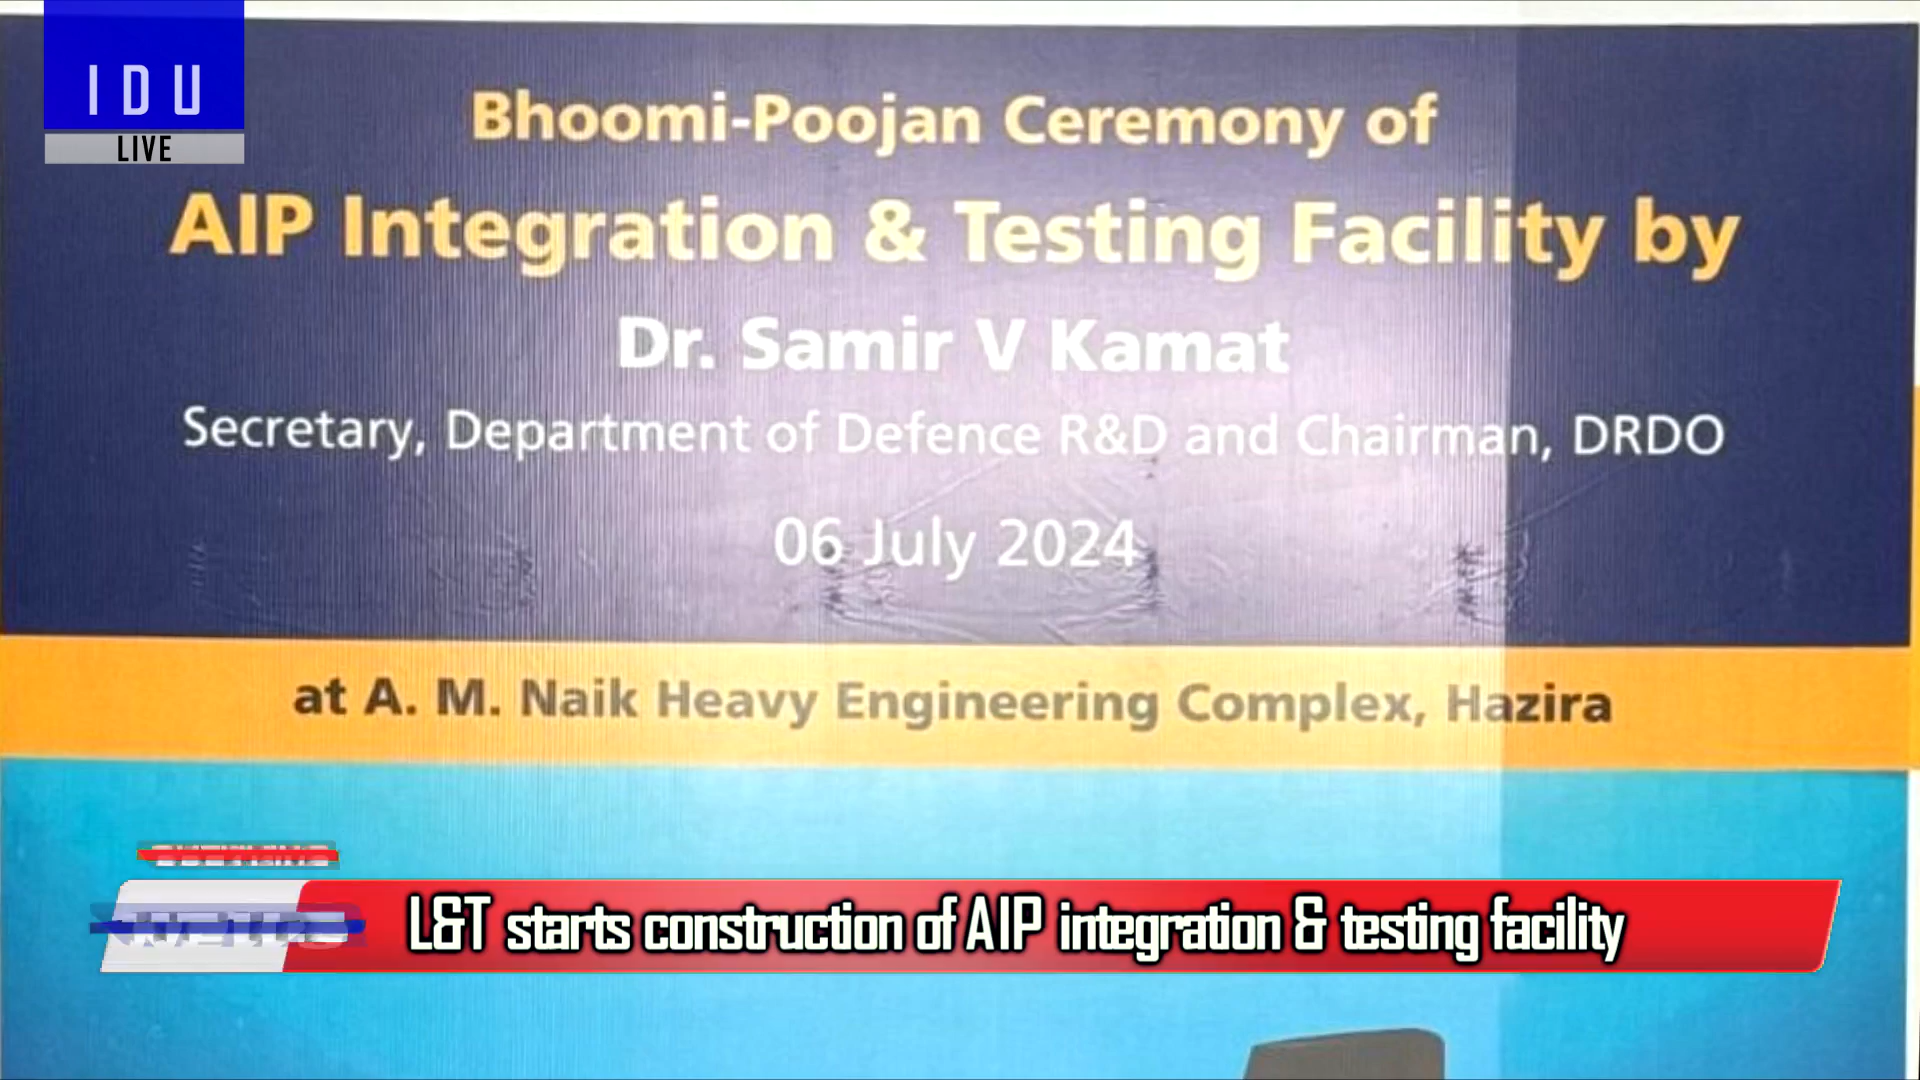 IDU
LIVE
Bhoomi-Poojan Ceremony of
AIP Integration & Testing Facility by
Dr. Samir V Kamat
Secretary, Department of Defence R&D and Chairman, DRDO
06 July 2024
at A. M. Naik Heavy Engineering Complex, Hazira
L&T starts construction of AIP integration & testing facility